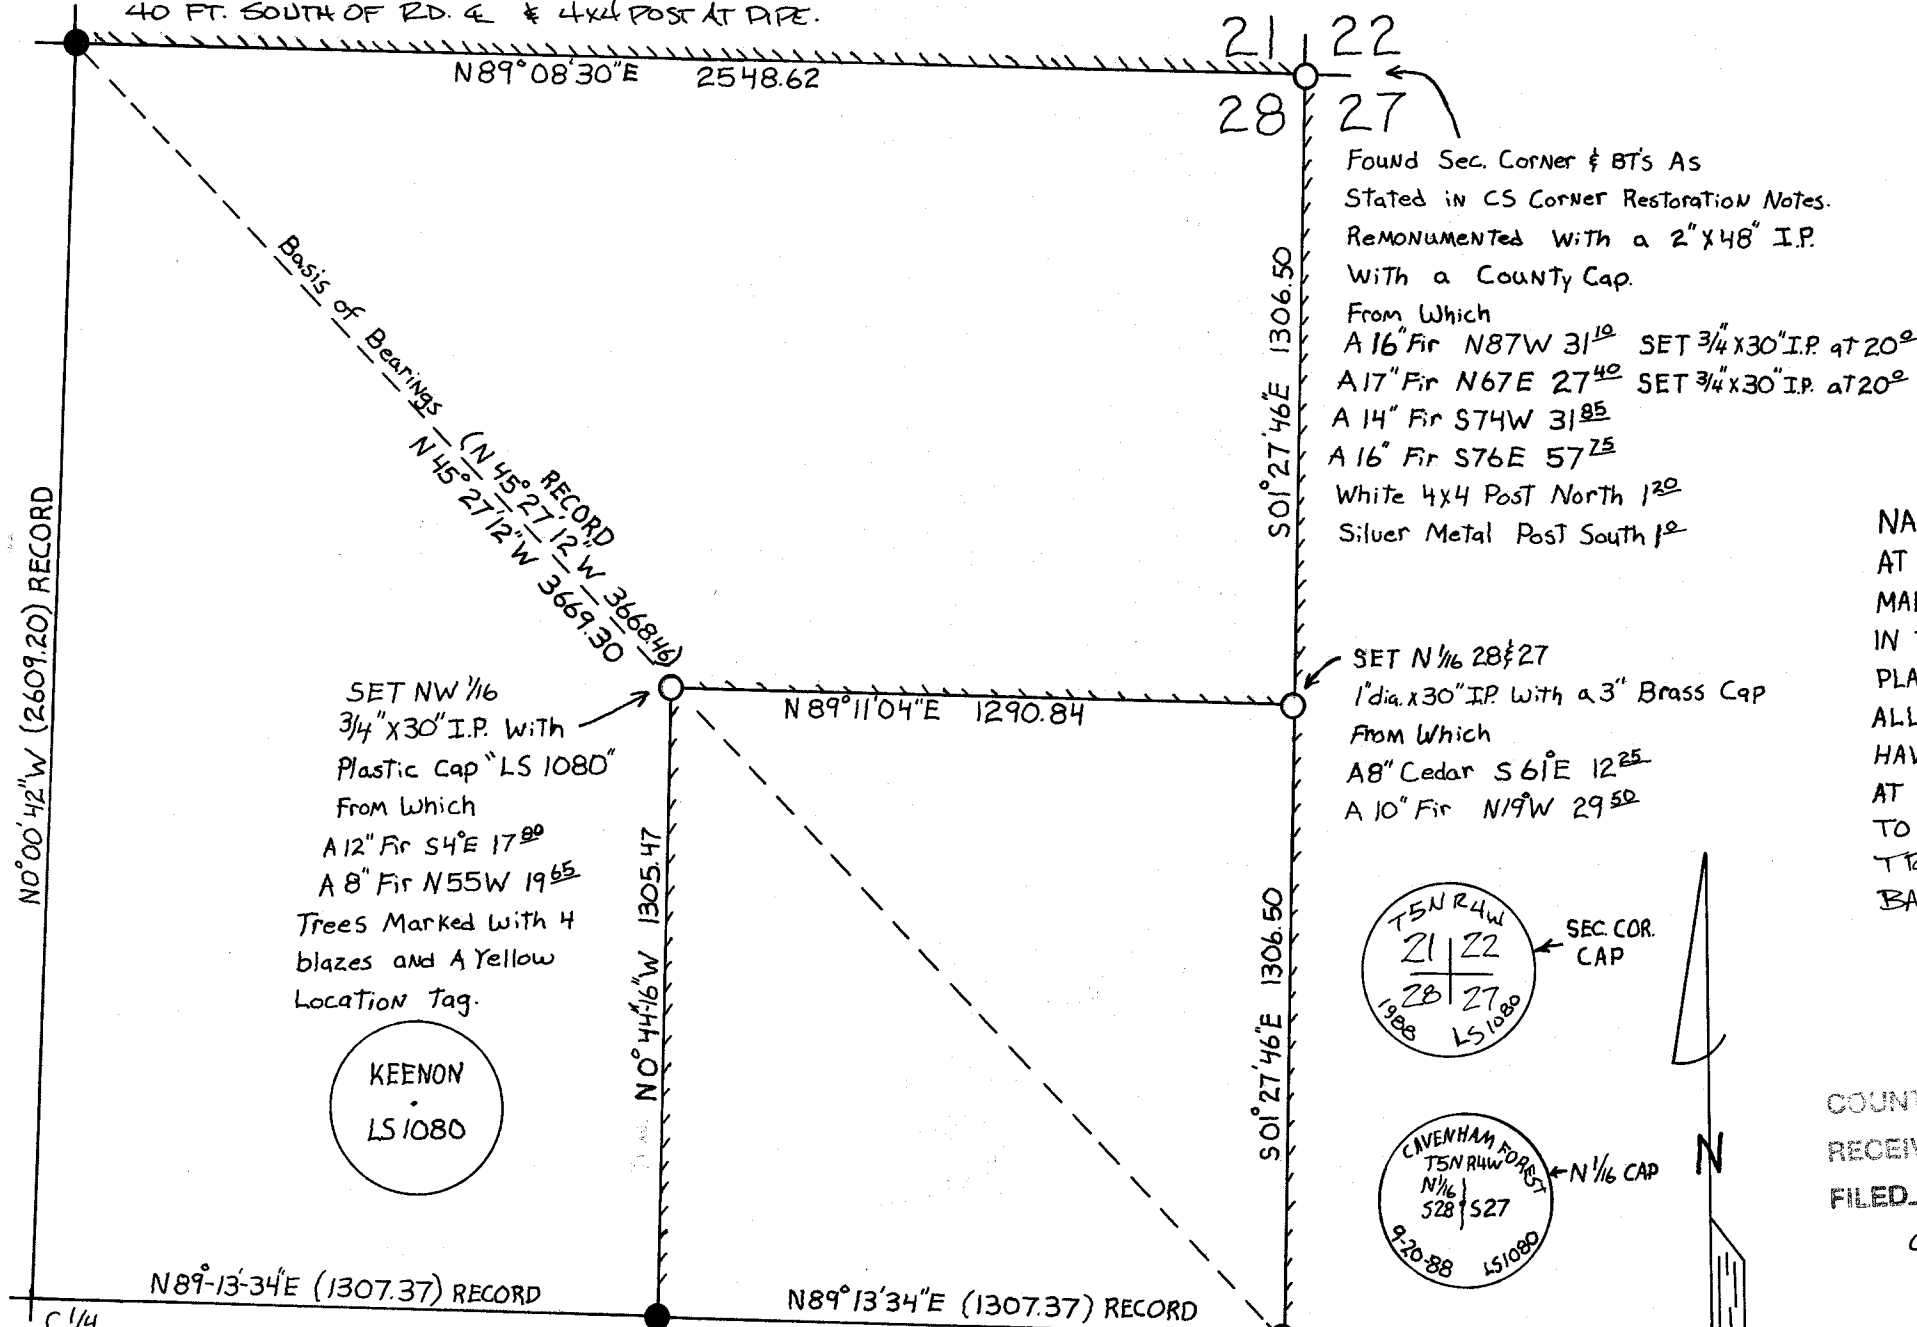 40 FT. SOUTH OF RD. ℄ & 4x4 POST AT PIPE.
21 22
28 27
N89°08'30"E 2548.62
Found Sec. Corner & BT's As
Stated in CS Corner Restoration Notes.
Remonumented With a 2"X48" I.P.
With a County Cap.
From Which
A 16" Fir N87W 31.10 SET 3/4"X30" I.P. at 20.0
A 17" Fir N67E 27.40 SET 3/4"x30" I.P. at 20.0
A 14" Fir S74W 31.85
A 16" Fir S76E 57.75
White 4x4 Post North 1.20
Silver Metal Post South 1.0
S01°27'46"E 1306.50
Basis of Bearings
RECORD
(N45°27'12"W 3668.46)
N45°27'12"W 3669.30
N0°00'42"W (2609.20) RECORD
SET NW 1/16
3/4"X30" I.P. With
Plastic Cap "LS 1080"
From Which
A 12" Fir S4°E 17.80
A 8" Fir N55W 19.65
Trees Marked With 4
blazes and A Yellow
Location Tag.
KEENON
LS 1080
N89°11'04"E 1290.84
SET N 1/16 28&27
1"dia. x 30" I.P. With a 3" Brass Cap
From Which
A 8" Cedar S61°E 12.25
A 10" Fir N19°W 29.50
N0°44'-16"W 1305.47
S01°27'46"E 1306.50
T5N R4W
21 22
28 27
1988 LS1080
SEC. COR.
CAP
CAVENHAM FOREST
T5N R4W
N 1/16
S28 S27
9-20-88 LS1080
N 1/16 CAP
N
AT
IN
ALL
AT
TO
COUN
RECEIV
FILED
N89°-13'-34"E (1307.37) RECORD
N89°13'34"E (1307.37) RECORD
C 1/4